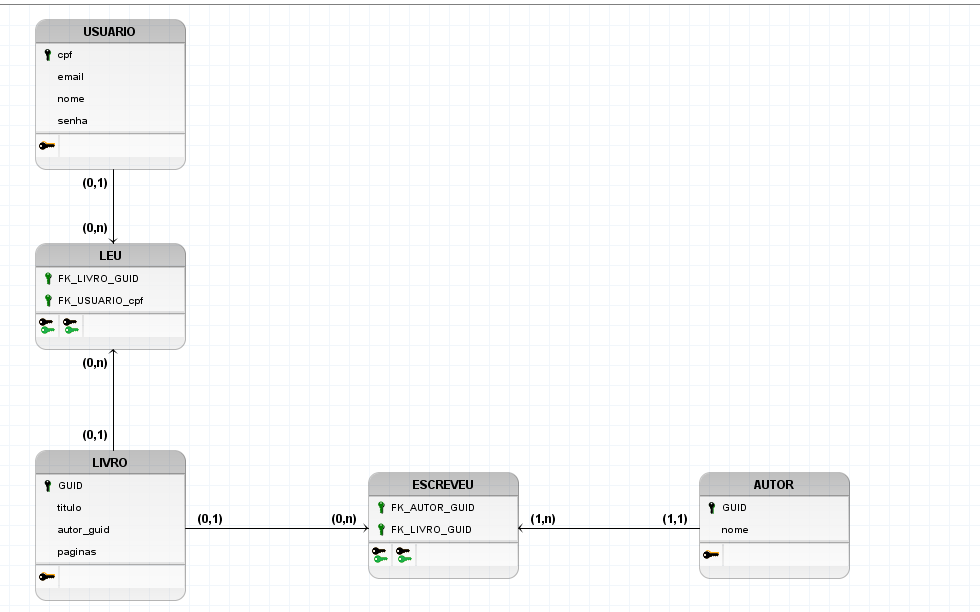 USUARIO
cpf
email
nome
senha
(0,1)
(0,n)
LEU
FK_LIVRO_GUID
FK_USUARIO_cpf
(0,n)
(0,1)
LIVRO
GUID
titulo
autor_guid
paginas
(0,1)
(0,n)
ESCREVEU
FK_AUTOR_GUID
FK_LIVRO_GUID
(1,n)
(1,1)
AUTOR
GUID
nome